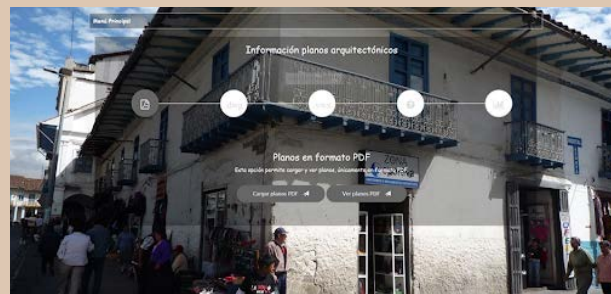 Menú Principal
Información planos arquitectónicos
Planos en formato PDF
Esta opción permite cargar y ver planos, únicamente en formato PDF.
Cargar planos PDF
Ver planos PDF
ZONA